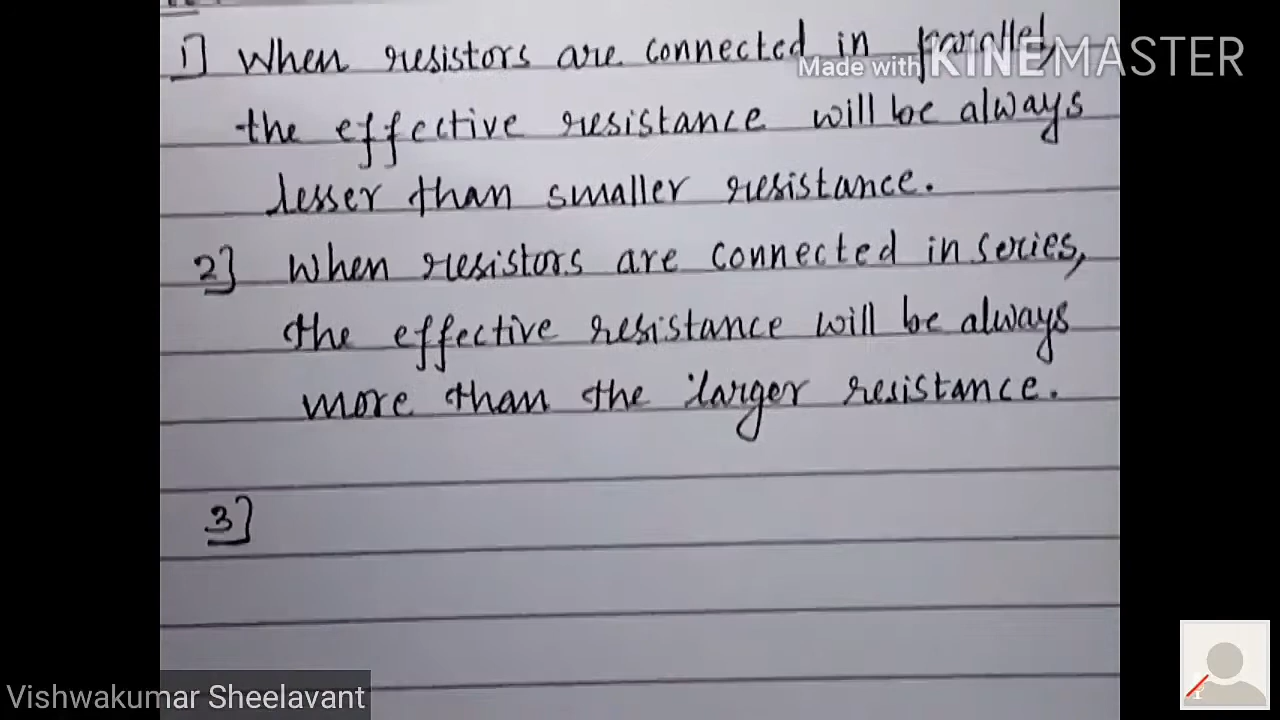 1] When resistors are connected in parallel,
Made with KINEMASTER
the effective resistance will be always
lesser than smaller resistance.
2] When resistors are connected in series,
the effective resistance will be always
more than the larger resistance.
3]
Vishwakumar Sheelavant
1